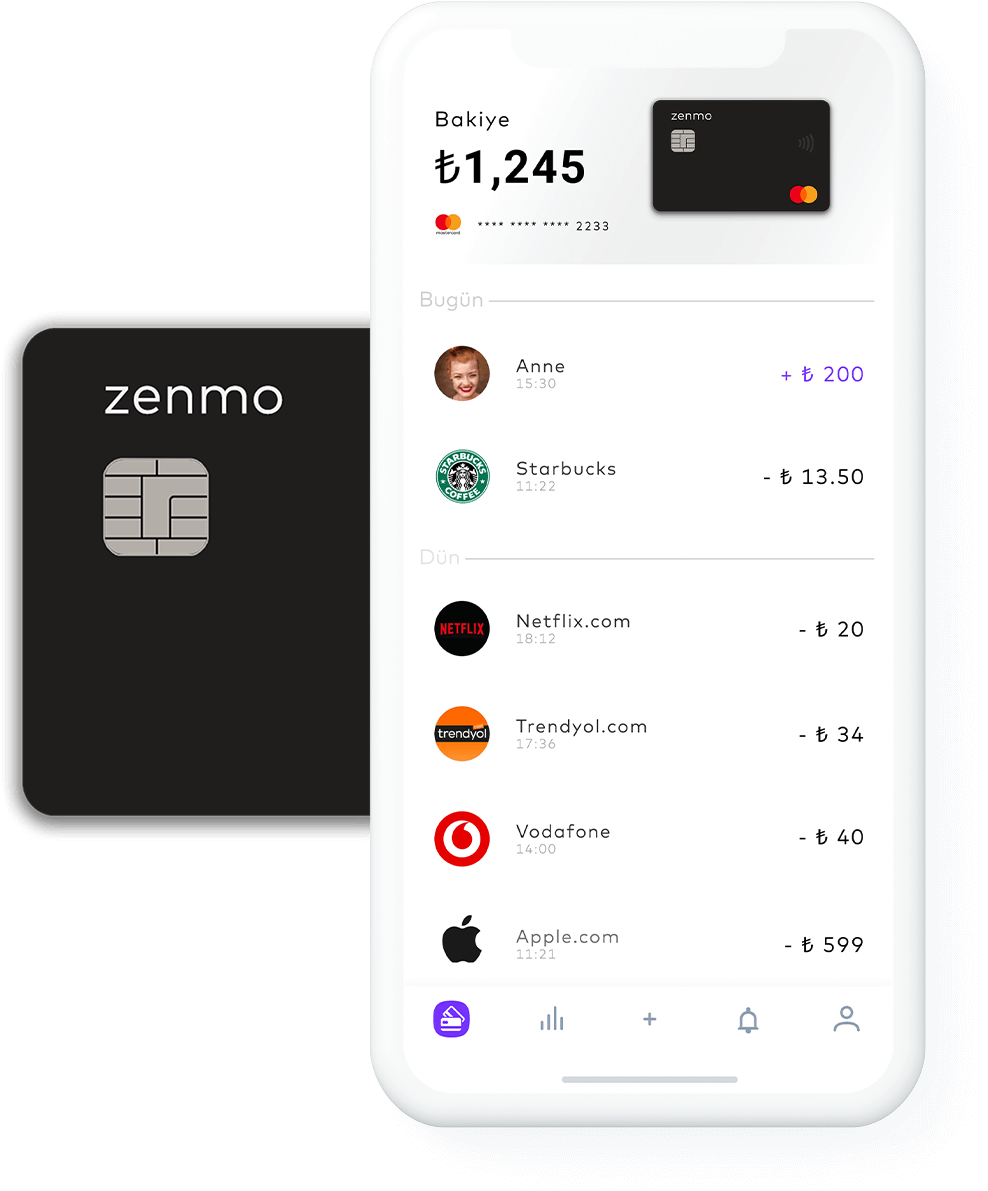 zenmo
Bakiye
₺1,245
mastercard
**** **** **** 2233
zenmo
Bugün
Anne
15:30
+ ₺ 200
STARBUCKS
COFFEE
Starbucks
11:22
- ₺ 13.50
Dün
NETFLIX
Netflix.com
18:12
- ₺ 20
trendyol
Trendyol.com
17:36
- ₺ 34
Vodafone
14:00
- ₺ 40
Apple.com
11:21
- ₺ 599